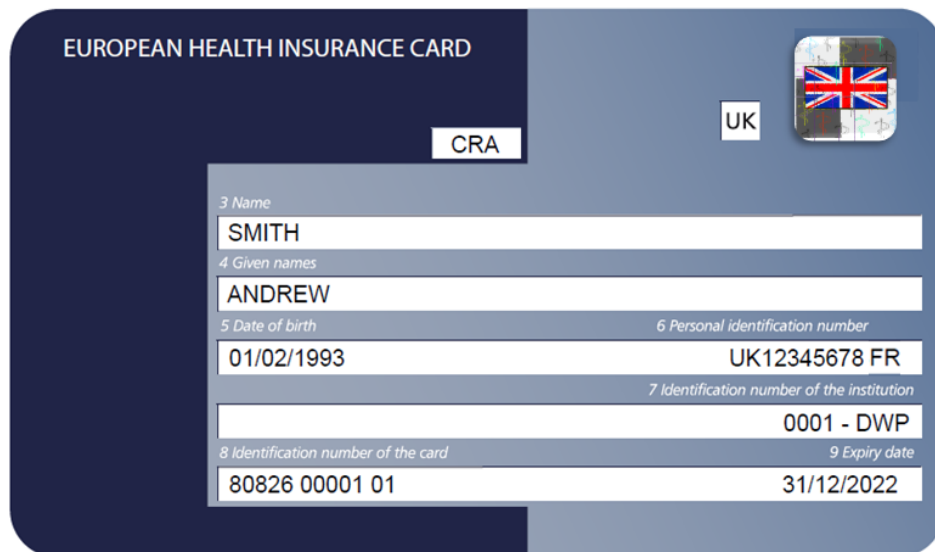 EUROPEAN HEALTH INSURANCE CARD
UK
CRA
3 Name
SMITH
4 Given names
ANDREW
5 Date of birth 6 Personal identification number
01/02/1993 UK12345678 FR
7 Identification number of the institution
0001 - DWP
8 Identification number of the card 9 Expiry date
80826 00001 01 31/12/2022